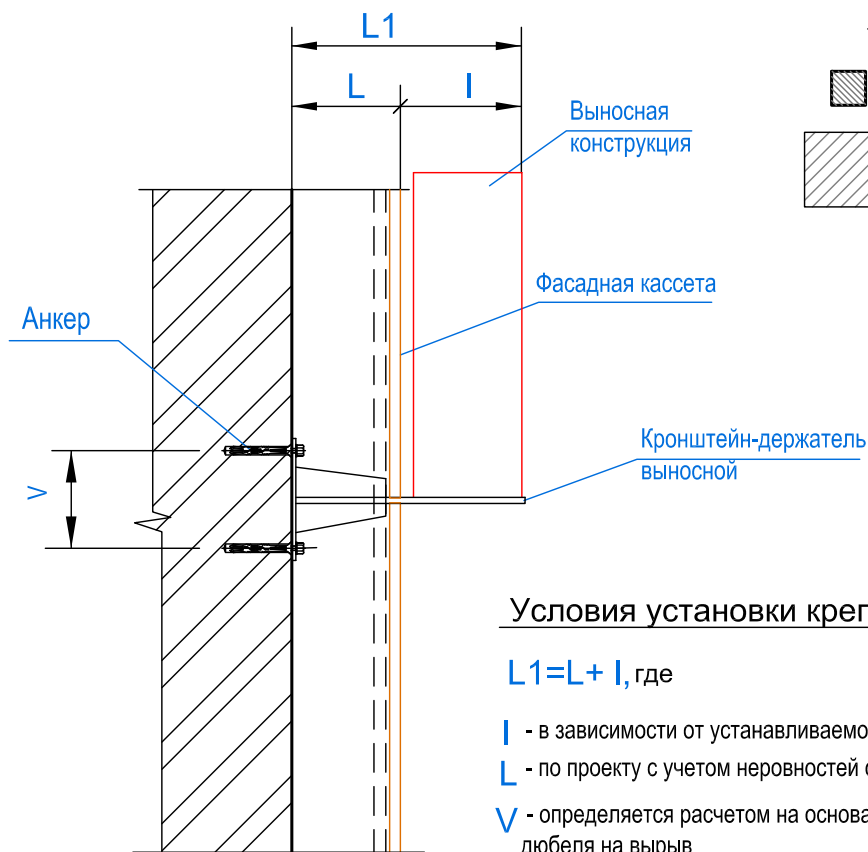 L1
L l
Выносная
конструкция
Фасадная кассета
Анкер
Кронштейн-держатель
выносной
V
Условия установки
L1=L+ l, где
l - в зависимости от
L - по проекту с учетом неровностей
V - определяется расчетом на
дюбеля на вырыв